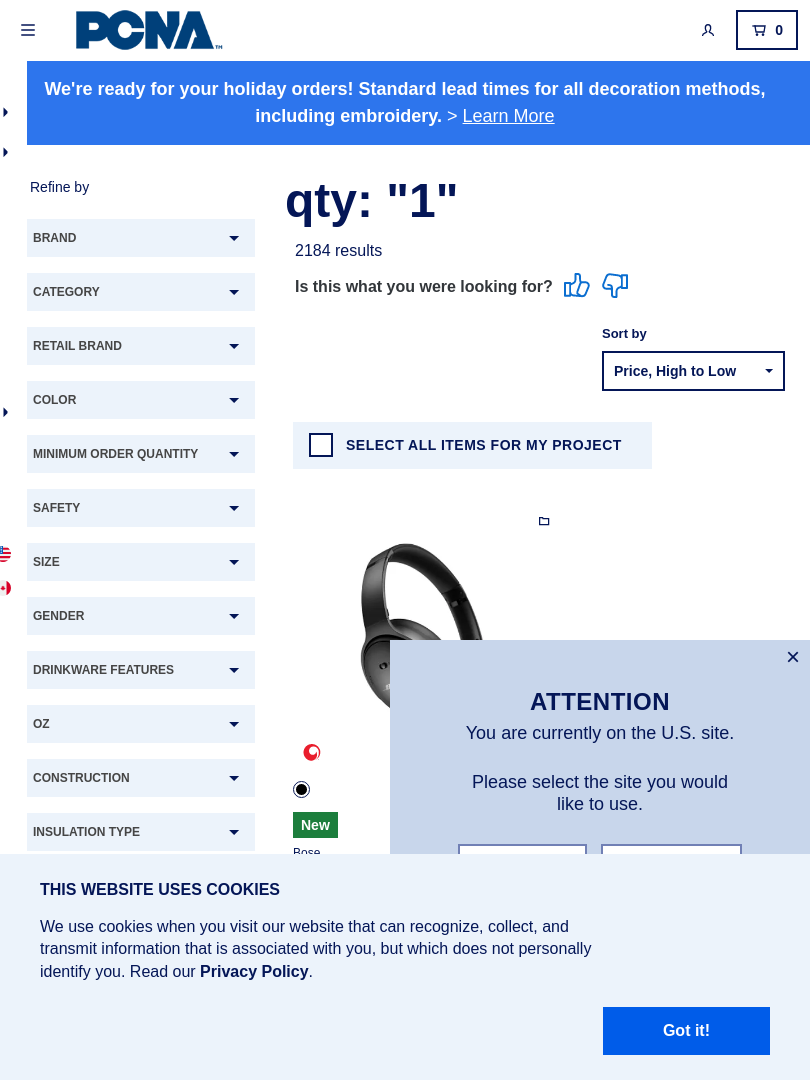 PCNA™
0
We're ready for your holiday orders! Standard lead times for all decoration methods,
including embroidery. > Learn More
Refine by
qty: "1"
BRAND
2184 results
CATEGORY
Is this what you were looking for?
RETAIL BRAND
Sort by
Price, High to Low
COLOR
MINIMUM ORDER QUANTITY
SELECT ALL ITEMS FOR MY PROJECT
SAFETY
SIZE
GENDER
DRINKWARE FEATURES
OZ
CONSTRUCTION
INSULATION TYPE
New
Bose
×
ATTENTION
You are currently on the U.S. site.
Please select the site you would
like to use.
THIS WEBSITE USES COOKIES
We use cookies when you visit our website that can recognize, collect, and
transmit information that is associated with you, but which does not personally
identify you. Read our Privacy Policy.
Got it!